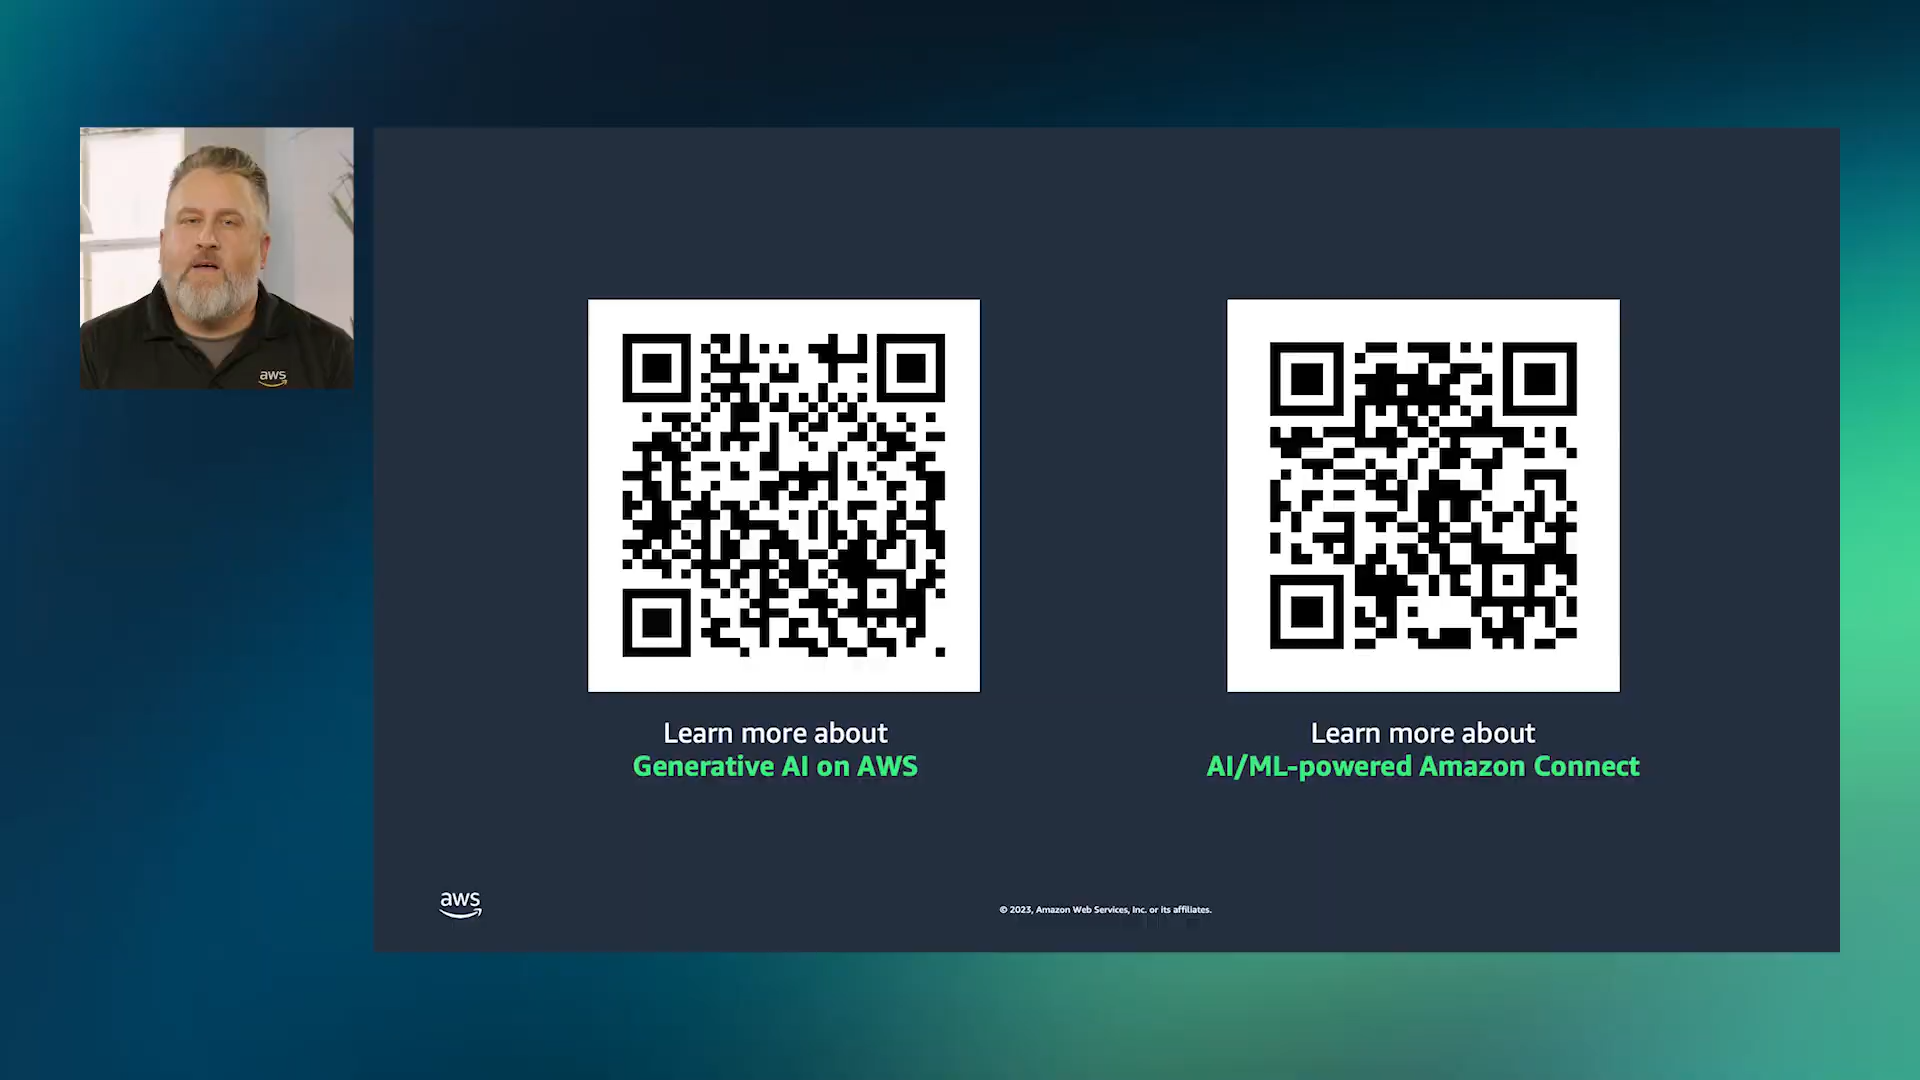 aws
Learn more about
Generative AI on AWS
Learn more about
AI/ML-powered Amazon Connect
aws
© 2023, Amazon Web Services, Inc. or its affiliates.